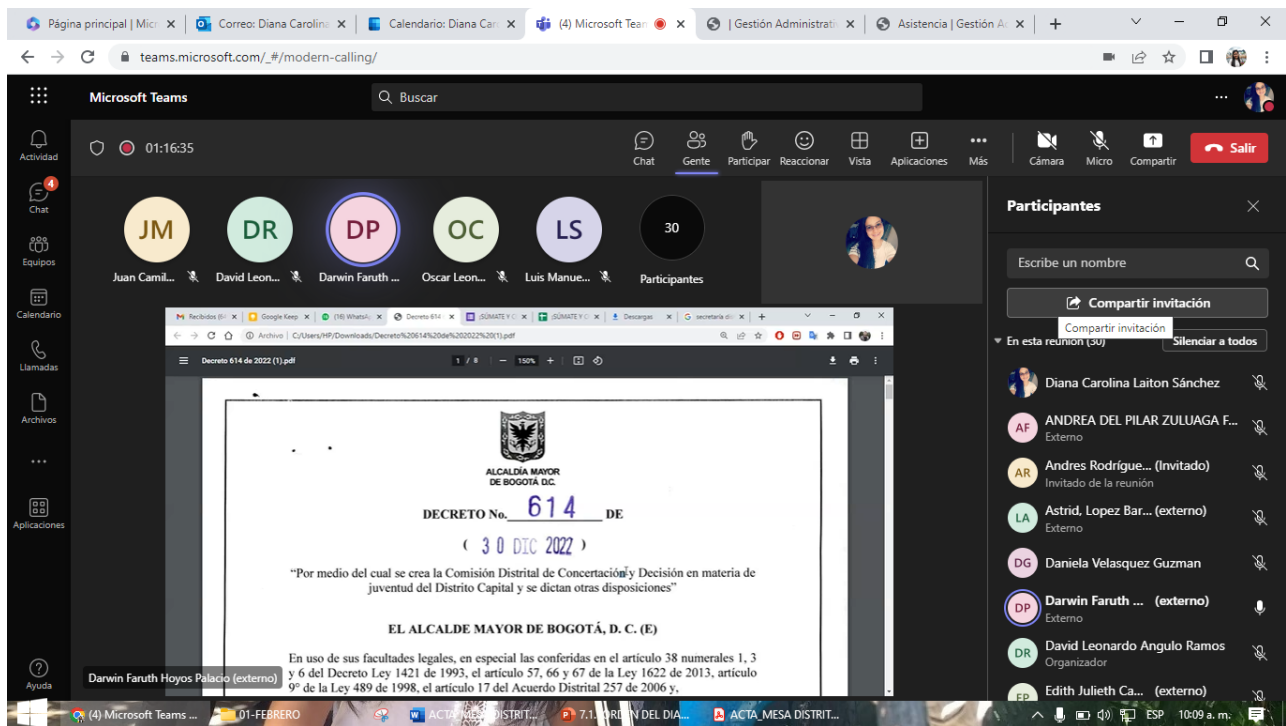 Página principal | Micr
Correo: Diana Carolina
Calendario: Diana Car
(4) Microsoft Team
| Gestión Administrati
Asistencia | Gestión A
teams.microsoft.com/_#/modern-calling/
Microsoft Teams
Buscar
Actividad
4
Chat
Equipos
Calendario
Llamadas
Archivos
Aplicaciones
Ayuda
01:16:35
Chat
Gente
Participar
Reaccionar
Vista
Aplicaciones
Más
Cámara
Micro
Compartir
Salir
JM
DR
DP
OC
LS
30
Juan Camil...
David Leon...
Darwin Faruth ...
Oscar Leon...
Luis Manue...
Participantes
Google Keep
Decreto 614
¡SÚMATE Y
¡SÚMATE Y
Descargas
Archivo | C:/Users/HP/Downloads/Decreto%20614%20de%202022%20(1).pdf
Decreto 614 de 2022 (1).pdf
1 / 8
150%
ALCALDÍA MAYOR
DE BOGOTÁ D.C.
DECRETO No. 614 DE
( 30 DIC 2022 )
“Por medio del cual se crea la Comisión Distrital de Concertación y Decisión en materia de
juventud del Distrito Capital y se dictan otras disposiciones”
EL ALCALDE MAYOR DE BOGOTÁ, D. C. (E)
En uso de sus facultades legales, en especial las conferidas en el artículo 38 numerales 1, 3
y 6 del Decreto Ley 1421 de 1993, el artículo 57, 66 y 67 de la Ley 1622 de 2013, artículo
9° de la Ley 489 de 1998, el artículo 17 del Acuerdo Distrital 257 de 2006 y,
Darwin Faruth Hoyos Palacio (externo)
Participantes
Escribe un nombre
Compartir invitación
Compartir invitación
En esta reunión (30)
Silenciar a todos
Diana Carolina Laiton Sánchez
AF
ANDREA DEL PILAR ZULUAGA F...
Externo
AR
Andres Rodrígue... (Invitado)
Invitado de la reunión
LA
Astrid, Lopez Bar... (externo)
Externo
DG
Daniela Velasquez Guzman
DP
Darwin Faruth ... (externo)
Externo
DR
David Leonardo Angulo Ramos
Organizador
EP
Edith Julieth Ca... (externo)
(4) Microsoft Teams ...
01-FEBRERO
7.1. ORDEN DEL DIA...
ACTA_MESA DISTRIT...
ESP
10:09 a. m.